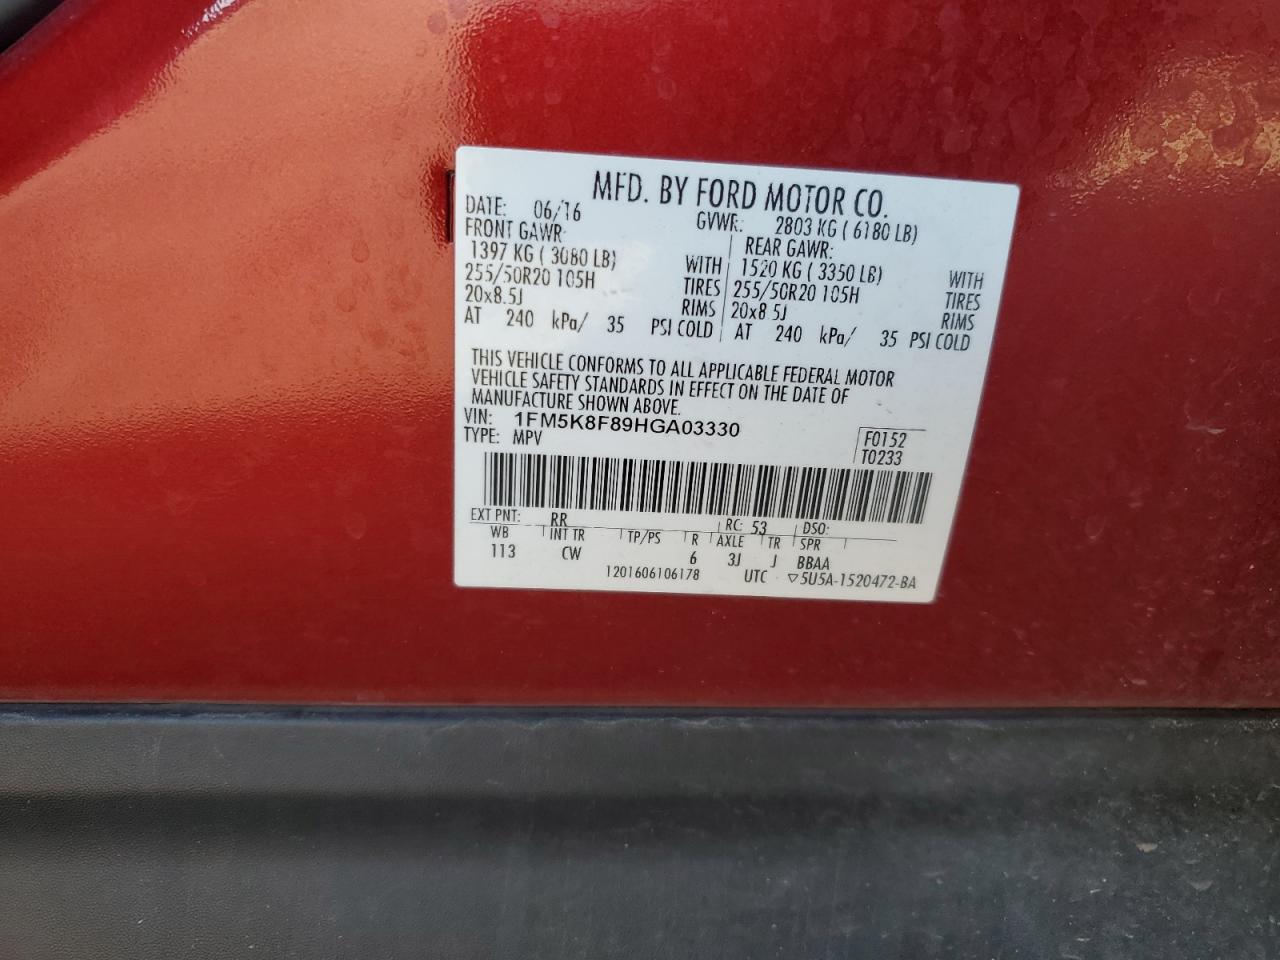 MFD. BY FORD MOTOR CO.
DATE: 06/16 GVWR: 2803 KG ( 6180 LB)
FRONT GAWR: REAR GAWR:
1397 KG ( 3080 LB) WITH 1520 KG ( 3350 LB) WITH
255/50R20 105H TIRES 255/50R20 105H TIRES
20x8.5J RIMS 20x8.5J RIMS
AT 240 kPa/ 35 PSI COLD AT 240 kPa/ 35 PSI COLD
THIS VEHICLE CONFORMS TO ALL APPLICABLE FEDERAL MOTOR
VEHICLE SAFETY STANDARDS IN EFFECT ON THE DATE OF
MANUFACTURE SHOWN ABOVE.
VIN: 1FM5K8F89HGA03330
TYPE: MPV F0152
T0233
EXT PNT: RR RC: 53 DSO:
WB INT TR TP/PS R AXLE TR SPR
113 CW 6 3J J BBAA
1201606106178 UTC ▽5U5A-1520472-BA